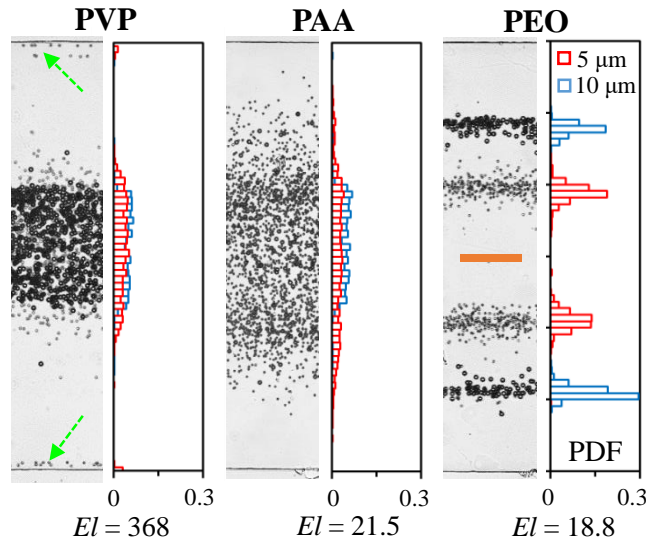 PVP PAA PEO
5 μm
10 μm
PDF
0 0.3 0 0.3 0 0.3
El = 368 El = 21.5 El = 18.8